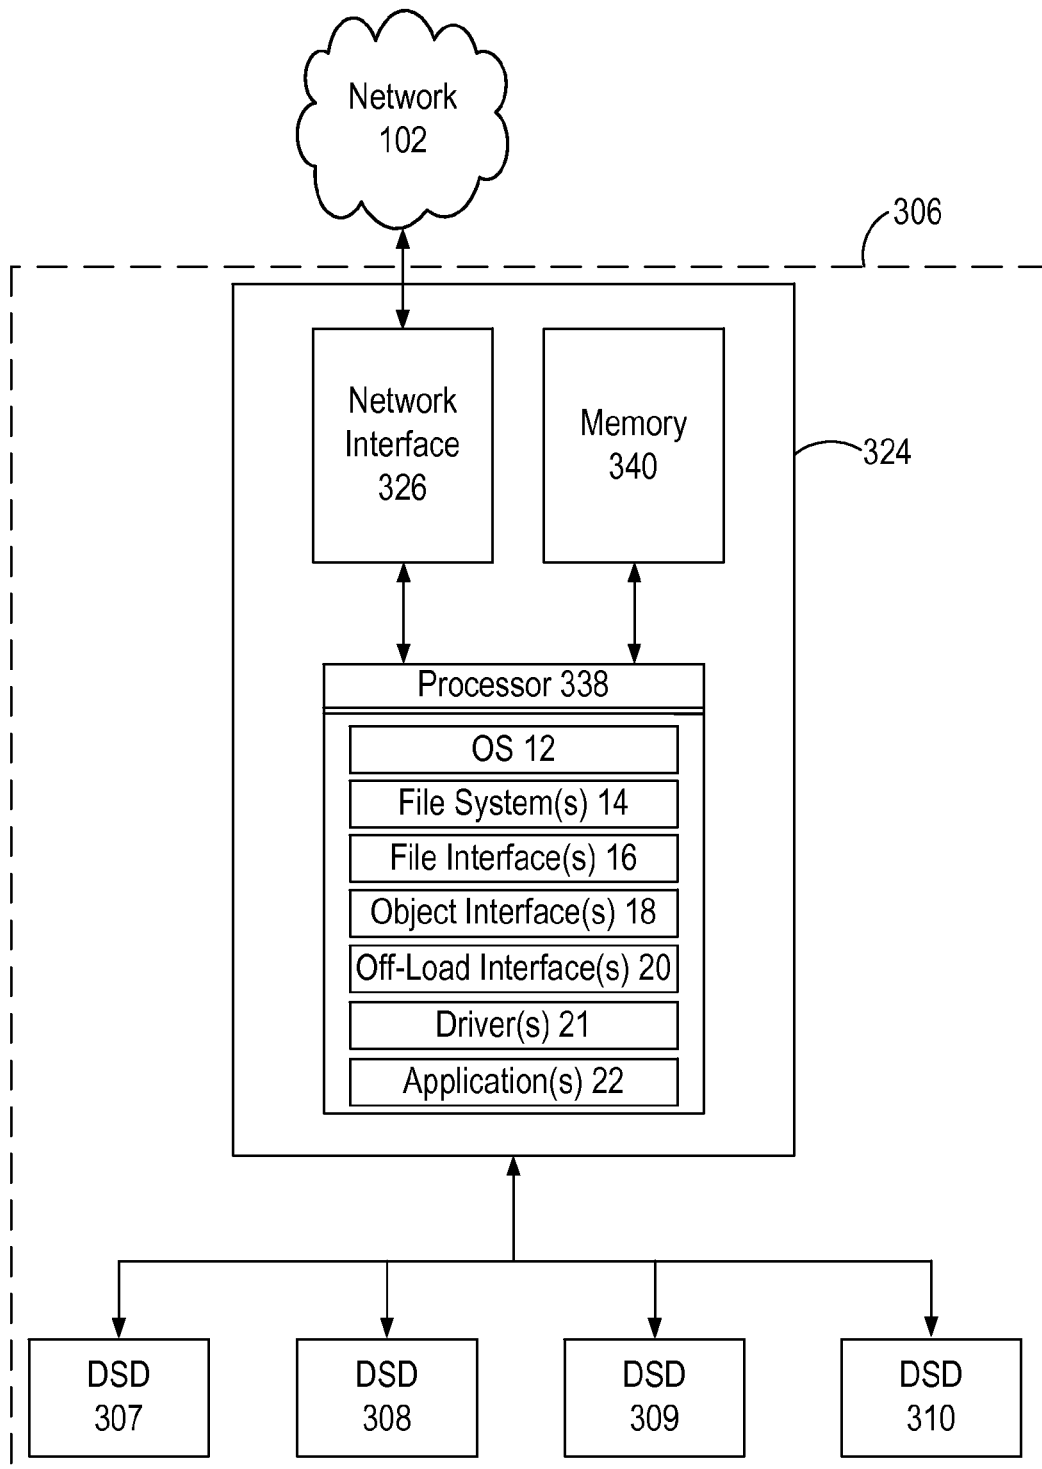 Network
102
306
Network
Interface
326
Memory
340
324
Processor 338
OS 12
File System(s) 14
File Interface(s) 16
Object Interface(s) 18
Off-Load Interface(s) 20
Driver(s) 21
Application(s) 22
DSD
307
DSD
308
DSD
309
DSD
310